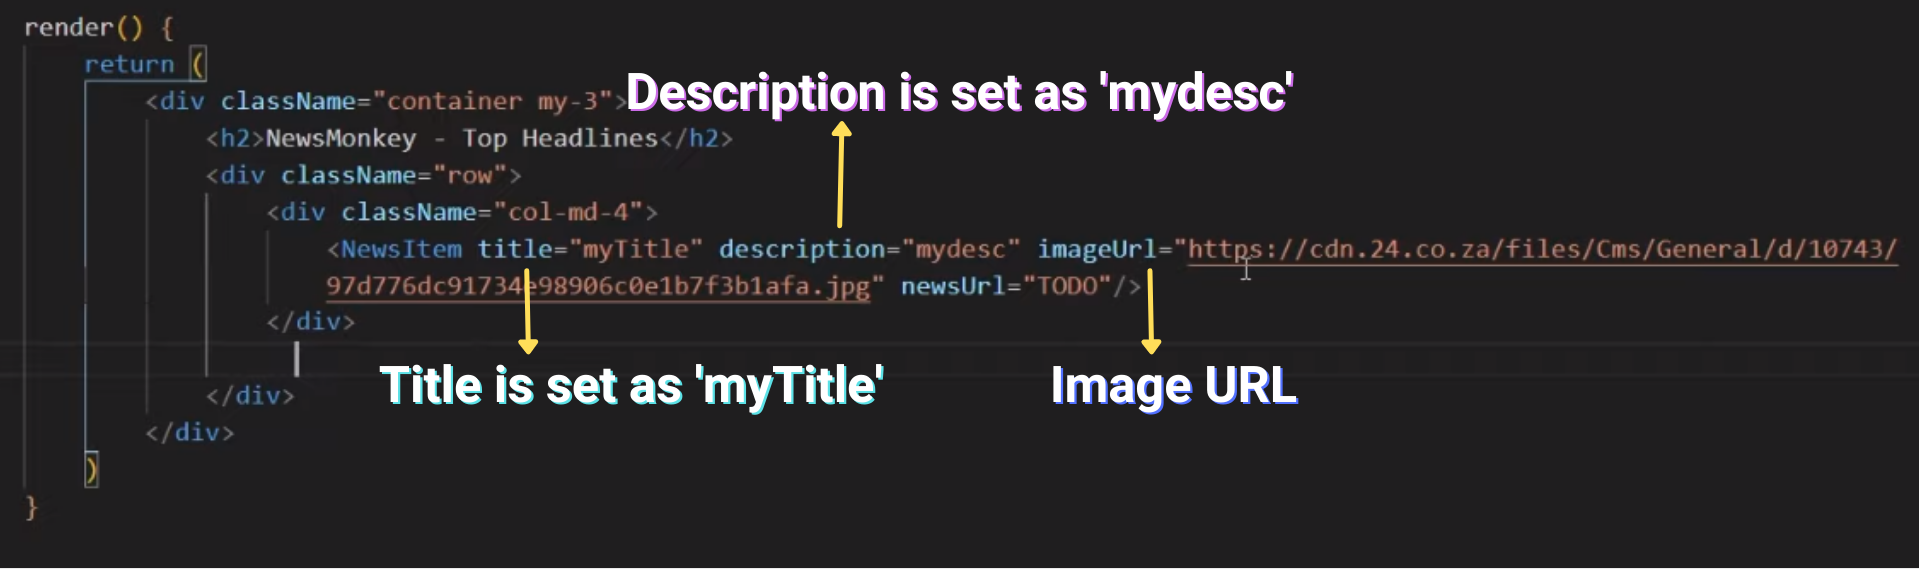 render() {
return (
<div className="container my-3">
Description is set as 'mydesc'
<h2>NewsMonkey - Top Headlines</h2>
<div className="row">
<div className="col-md-4">
<NewsItem title="myTitle" description="mydesc" imageUrl="https://cdn.24.co.za/files/Cms/General/d/10743/
97d776dc91734e98906c0e1b7f3b1afa.jpg" newsUrl="TODO"/>
</div>
Title is set as 'myTitle'
Image URL
</div>
</div>
)
}